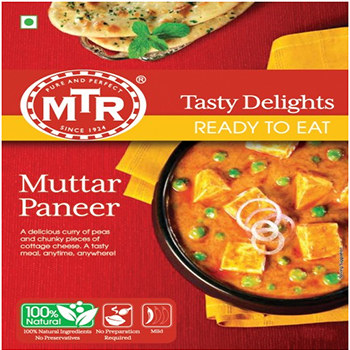 PURE AND PERFECT
MTR®
SINCE 1924
Tasty Delights
READY TO EAT
Muttar
Paneer
A delicious curry of peas
and chunky pieces of
cottage cheese. A tasty
meal, anytime, anywhere!
100%
Natural
100% Natural Ingredients
No Preservatives
No Preparation
Required
Mild